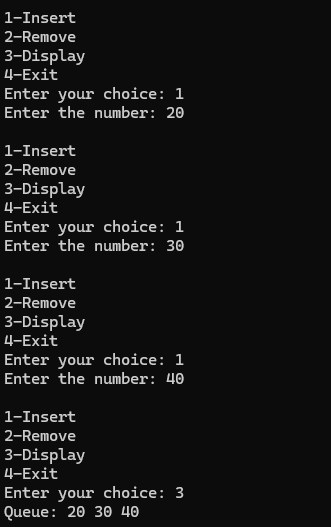 1-Insert
2-Remove
3-Display
4-Exit
Enter your choice: 1
Enter the number: 20

1-Insert
2-Remove
3-Display
4-Exit
Enter your choice: 1
Enter the number: 30

1-Insert
2-Remove
3-Display
4-Exit
Enter your choice: 1
Enter the number: 40

1-Insert
2-Remove
3-Display
4-Exit
Enter your choice: 3
Queue: 20 30 40